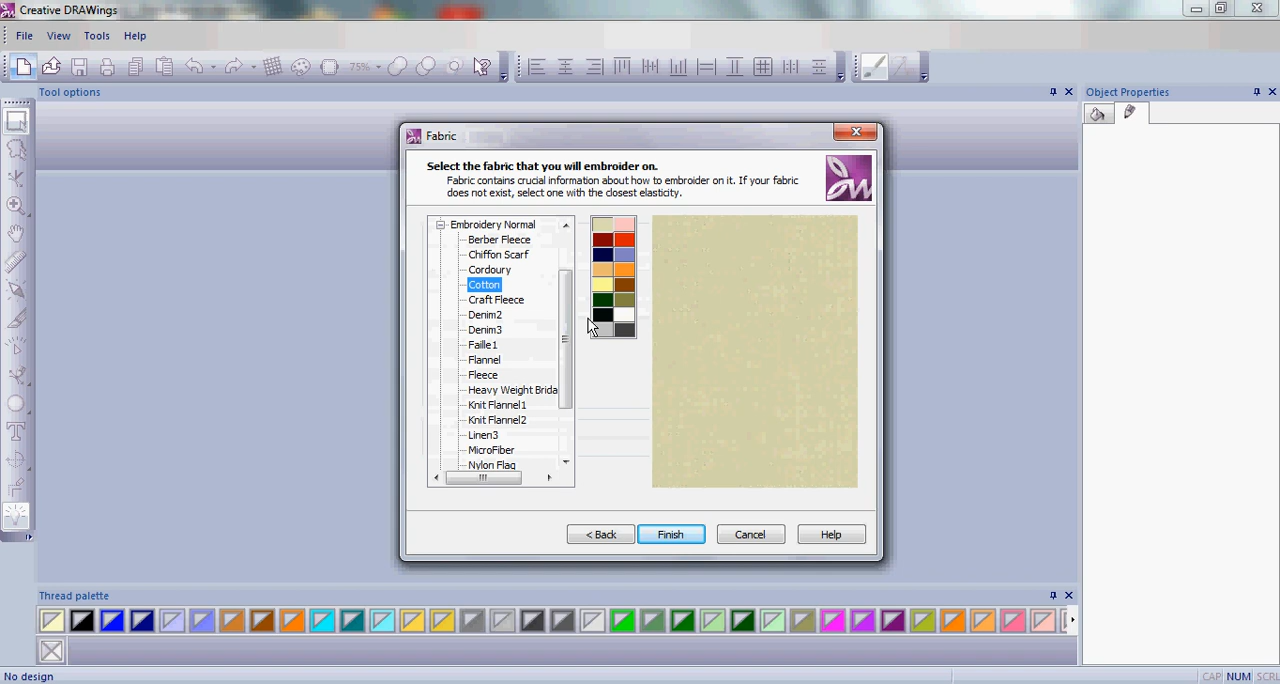 Creative DRAWings
File View Tools Help
75%
Tool options
Object Properties
Fabric
Select the fabric that you will embroider on.
Fabric contains crucial information about how to embroider on it. If your fabric
does not exist, select one with the closest elasticity.
Embroidery Normal
Berber Fleece
Chiffon Scarf
Cordoury
Cotton
Craft Fleece
Denim2
Denim3
Faille1
Flannel
Fleece
Heavy Weight Brida
Knit Flannel1
Knit Flannel2
Linen3
MicroFiber
Nylon Flag
< Back Finish Cancel Help
Thread palette
No design CAP NUM SCRL